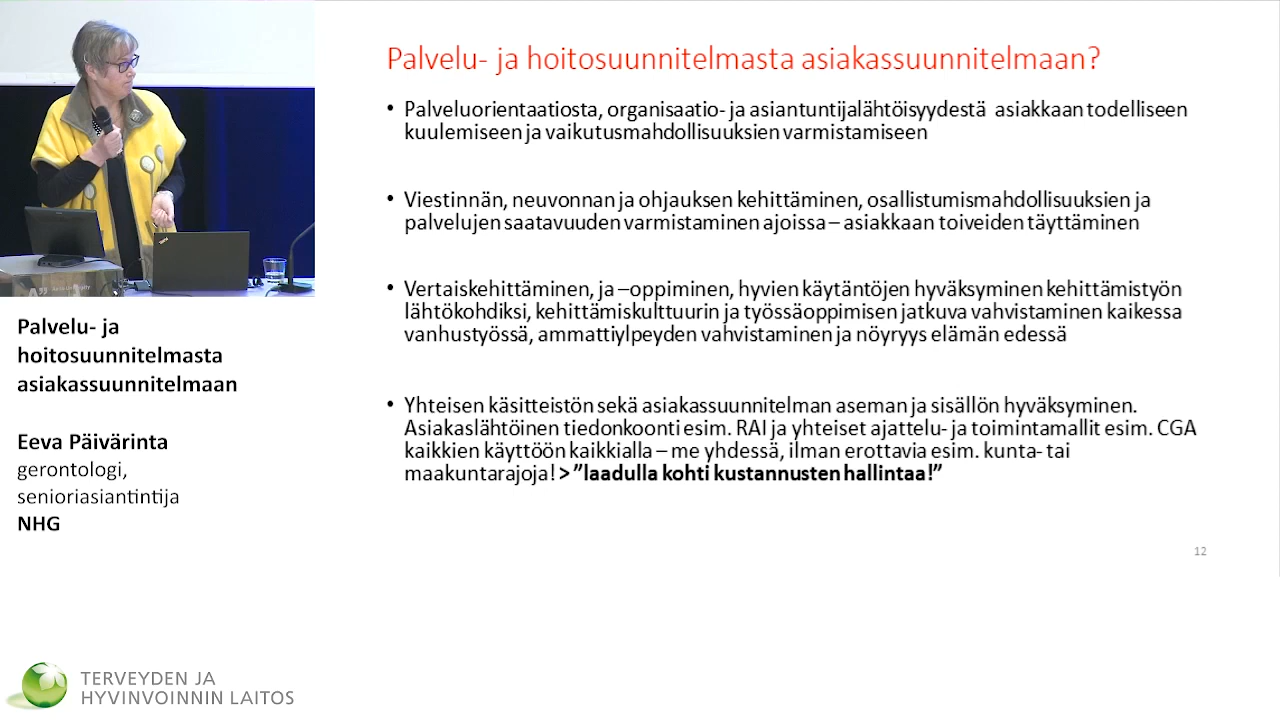 Palvelu- ja hoitosuunnitelmasta asiakassuunnitelmaan?
• Palveluorientaatiosta, organisaatio- ja asiantuntijalähtöisyydestä asiakkaan todelliseen
kuulemiseen ja vaikutusmahdollisuuksien varmistamiseen
• Viestinnän, neuvonnan ja ohjauksen kehittäminen, osallistumismahdollisuuksien ja
palvelujen saatavuuden varmistaminen ajoissa – asiakkaan toiveiden täyttäminen
• Vertaiskehittäminen, ja –oppiminen, hyvien käytäntöjen hyväksyminen kehittämistyön
lähtökohdiksi, kehittämiskulttuurin ja työssäoppimisen jatkuva vahvistaminen kaikessa
vanhustyössä, ammattiylpeyden vahvistaminen ja nöyryys elämän edessä
• Yhteisen käsitteistön sekä asiakassuunnitelman aseman ja sisällön hyväksyminen.
Asiakaslähtöinen tiedonkoonti esim. RAI ja yhteiset ajattelu- ja toimintamallit esim. CGA
kaikkien käyttöön kaikkialla – me yhdessä, ilman erottavia esim. kunta- tai
maakuntarajoja! > ”laadulla kohti kustannusten hallintaa!”
12
Palvelu- ja
hoitosuunnitelmasta
asiakassuunnitelmaan
Eeva Päivärinta
gerontologi,
senioriasiantintija
NHG
TERVEYDEN JA
HYVINVOINNIN LAITOS